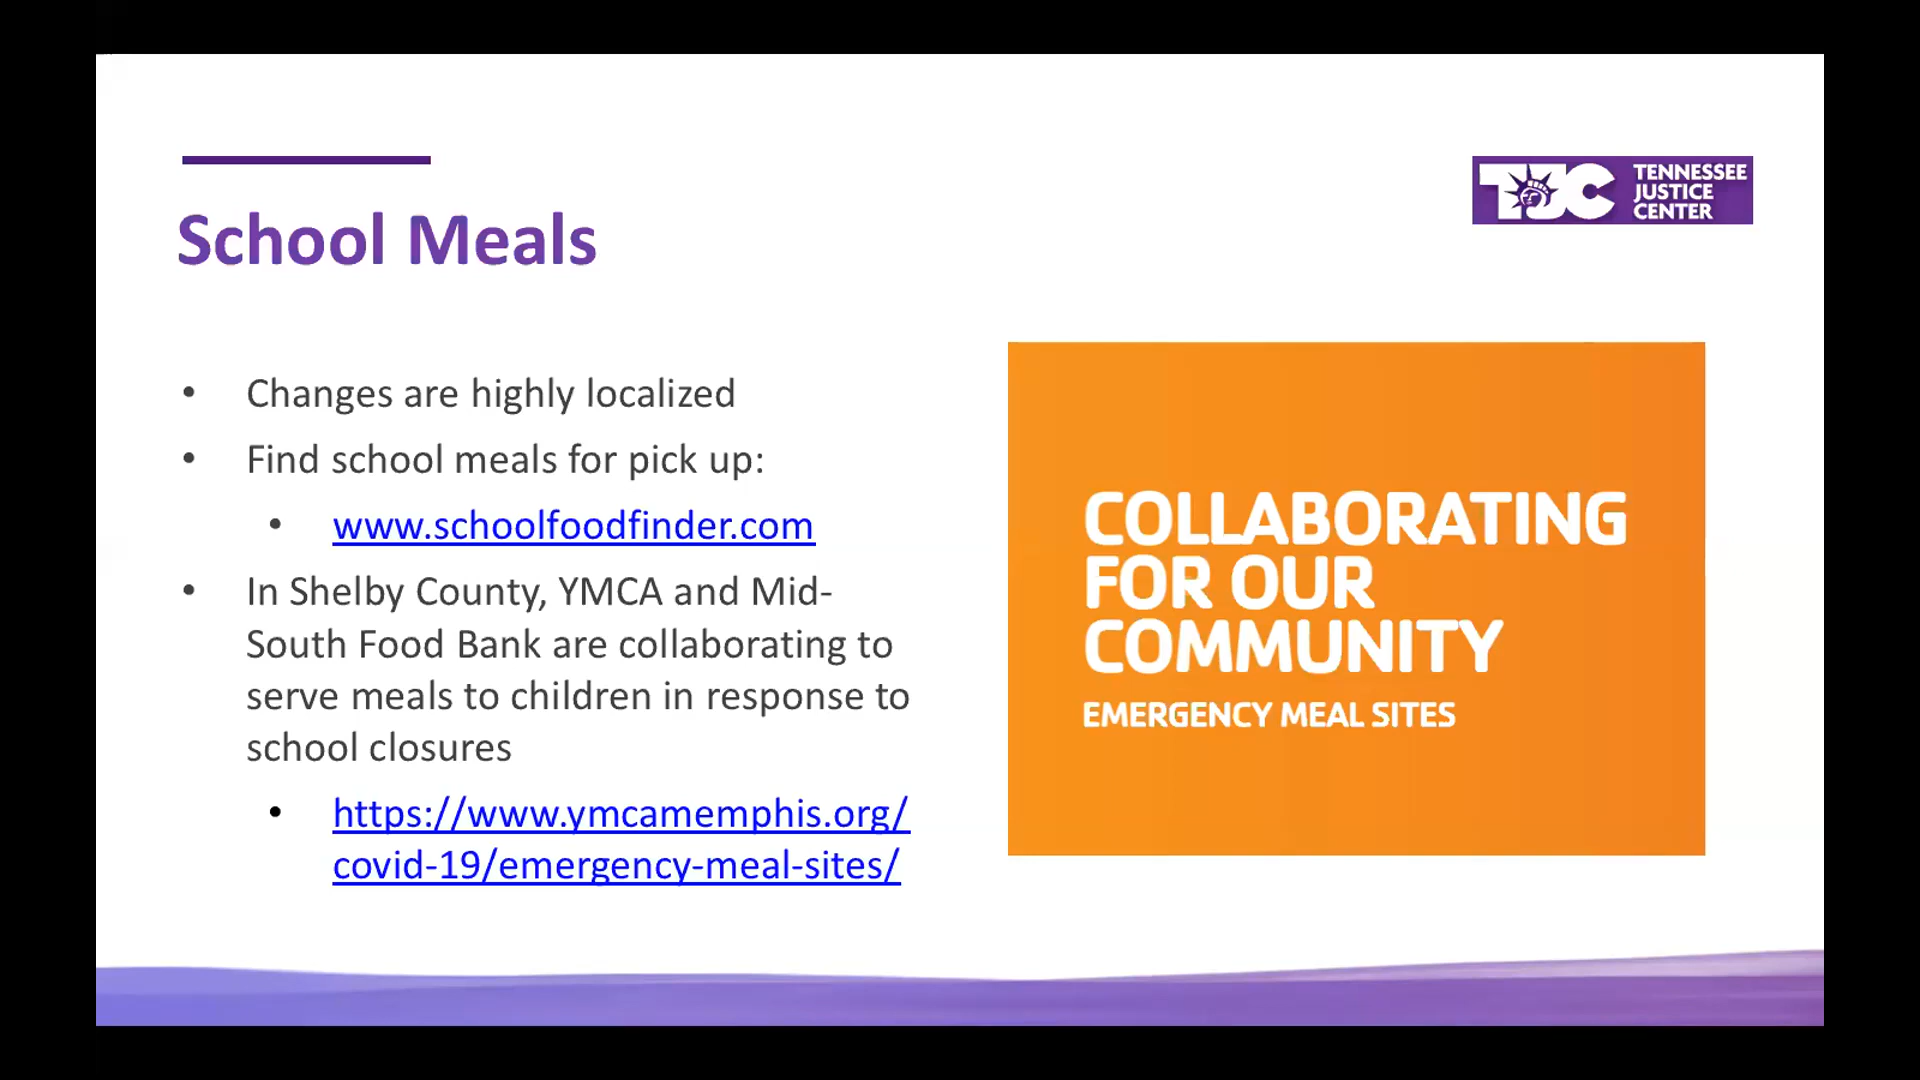 TJC TENNESSEE
JUSTICE
CENTER
School Meals
• Changes are highly localized
• Find school meals for pick up:
• www.schoolfoodfinder.com
• In Shelby County, YMCA and Mid-
South Food Bank are collaborating to
serve meals to children in response to
school closures
• https://www.ymcamemphis.org/
covid-19/emergency-meal-sites/
COLLABORATING
FOR OUR
COMMUNITY
EMERGENCY MEAL SITES